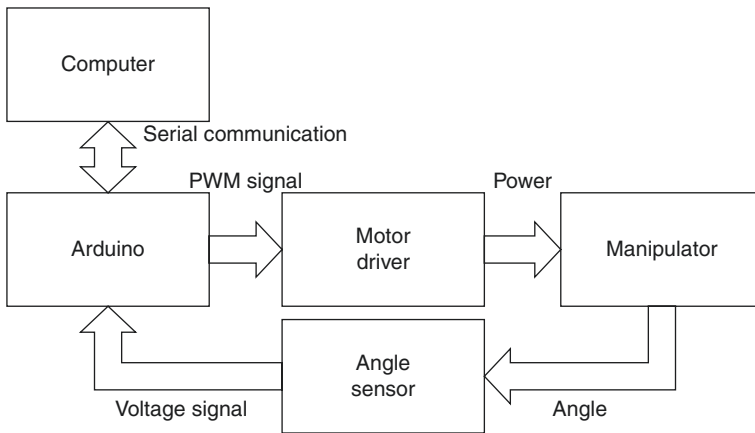 Computer
Serial communication
PWM signal
Power
Arduino
Motor
driver
Manipulator
Angle
sensor
Voltage signal
Angle